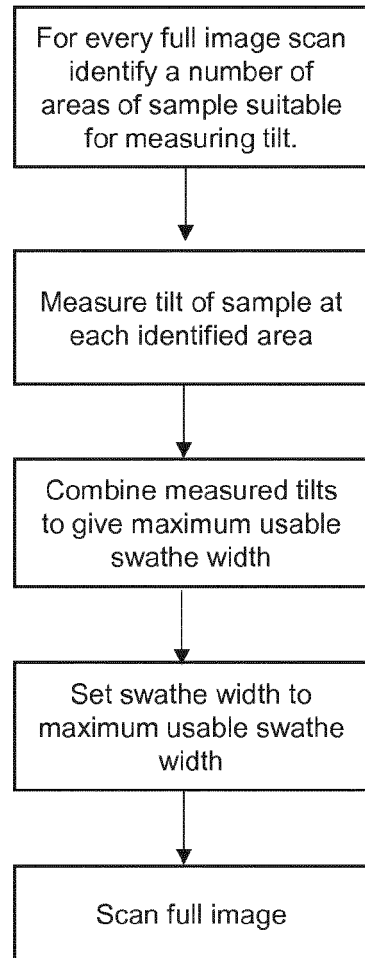 For every full image scan
identify a number of
areas of sample suitable
for measuring tilt.
Measure tilt of sample at
each identified area
Combine measured tilts
to give maximum usable
swathe width
Set swathe width to
maximum usable swathe
width
Scan full image